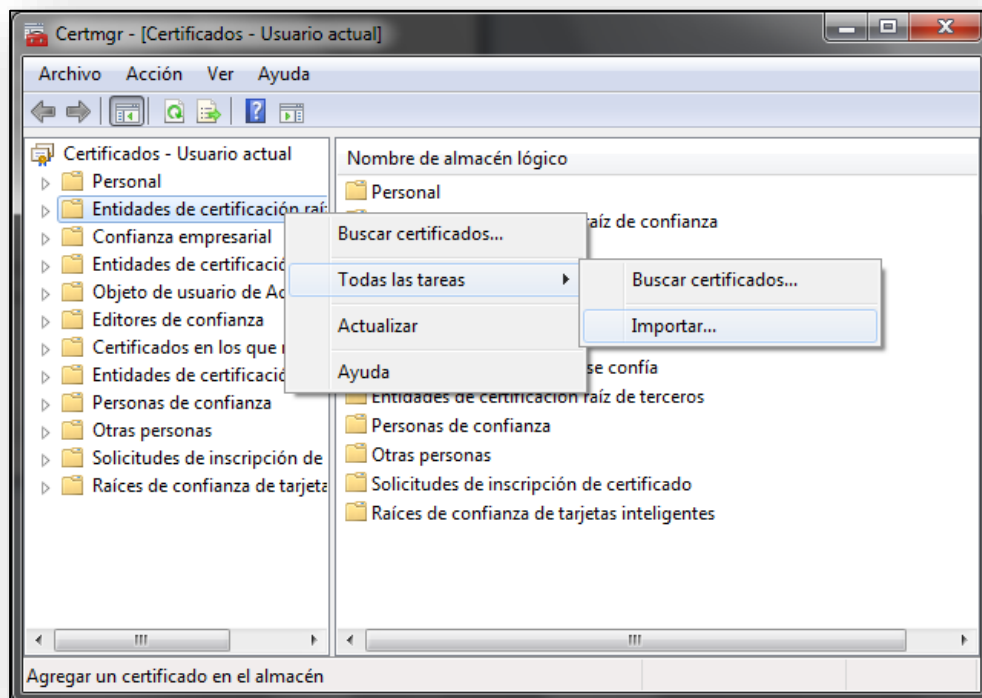 Certmgr - [Certificados - Usuario actual]
Archivo Acción Ver Ayuda
Certificados - Usuario actual
Personal
Entidades de certificación raí
Confianza empresarial
Entidades de certificació
Objeto de usuario de Ac
Editores de confianza
Certificados en los que
Entidades de certificació
Personas de confianza
Otras personas
Solicitudes de inscripción de
Raíces de confianza de tarjeta
Nombre de almacén lógico
Personal
aíz de confianza
se confía
Entidades de certificación raíz de terceros
Personas de confianza
Otras personas
Solicitudes de inscripción de certificado
Raíces de confianza de tarjetas inteligentes
Buscar certificados...
Todas las tareas
Actualizar
Ayuda
Buscar certificados...
Importar...
Agregar un certificado en el almacén